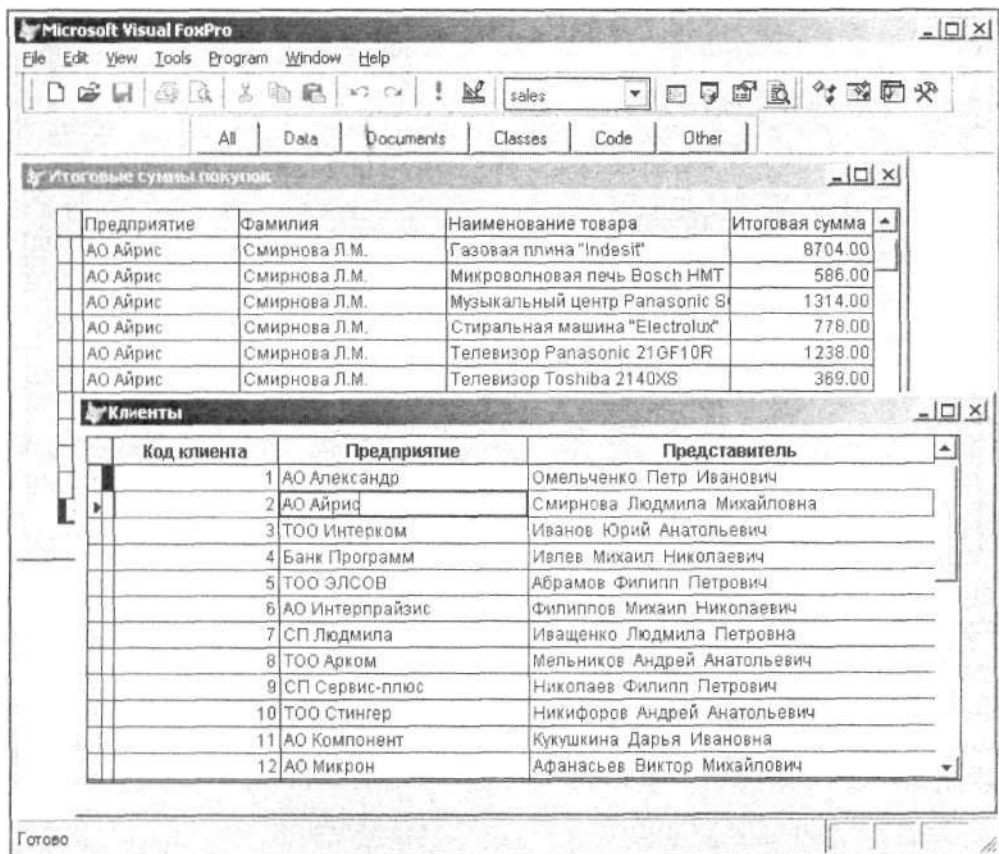 Microsoft Visual FoxPro
File Edit View Tools Program Window Help
sales
All Data Documents Classes Code Other
Итоговые суммы покупок
Предприятие Фамилия Наименование товара Итоговая сумма
АО Айрис Смирнова Л.М. Газовая плина "Indesit" 8704.00
АО Айрис Смирнова Л.М. Микроволновая печь Bosch HMT 586.00
АО Айрис Смирнова Л.М. Музыкальный центр Panasonic S 1314.00
АО Айрис Смирнова Л.М. Стиральная машина "Electrolux" 778.00
АО Айрис Смирнова Л.М. Телевизор Panasonic 21GF10R 1238.00
АО Айрис Смирнова Л.М. Телевизор Toshiba 2140XS 369.00
Клиенты
Код клиента Предприятие Представитель
1 АО Александр Омельченко Петр Иванович
2 АО Айрис Смирнова Людмила Михайловна
3 ТОО Интерком Иванов Юрий Анатольевич
4 Банк Программ Ивлев Михаил Николаевич
5 ТОО ЭЛСОВ Абрамов Филипп Петрович
6 АО Интерпрайзис Филиппов Михаил Николаевич
7 СП Людмила Иващенко Людмила Петровна
8 ТОО Арком Мельников Андрей Анатольевич
9 СП Сервис-плюс Николаев Филипп Петрович
10 ТОО Стингер Никифоров Андрей Анатольевич
11 АО Компонент Кукушкина Дарья Ивановна
12 АО Микрон Афанасьев Виктор Михайлович
Готово